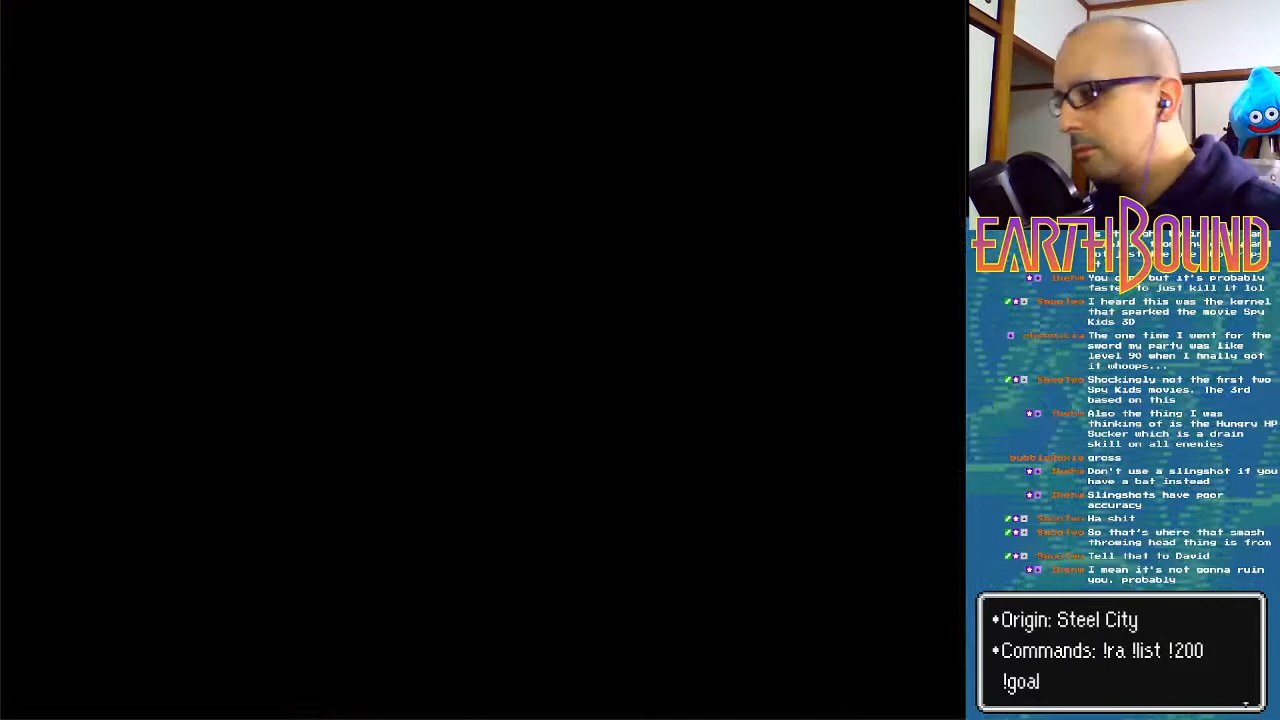 EARTHBOUND
You can, but it's probably
faster to just kill it lol
I heard this was the kernel
that sparked the movie Spy
Kids 3D
The one time I went for the
sword my party was like
level 90 when I finally got
it whoops...
Shockingly not the first two
Spy Kids movies. The 3rd
based on this
Also the thing I was
thinking of is the Hungry HP
Sucker which is a drain
skill on all enemies
gross
Don't use a slingshot if you
have a bat instead
Slingshots have poor
accuracy
Ha shit
So that's where that smash
throwing head thing is from
Tell that to David
I mean it's not gonna ruin
you, probably
•Origin: Steel City
•Commands: !ra !list !200
!goal